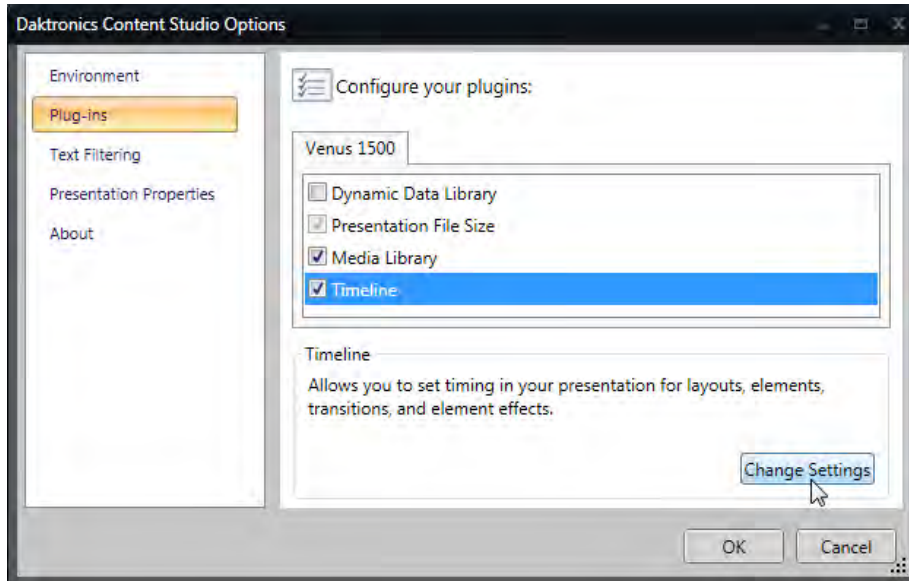 Daktronics Content Studio Options
Environment
Plug-ins
Text Filtering
Presentation Properties
About
Configure your plugins:
Venus 1500
Dynamic Data Library
Presentation File Size
Media Library
Timeline
Timeline
Allows you to set timing in your presentation for layouts, elements,
transitions, and element effects.
Change Settings
OK
Cancel